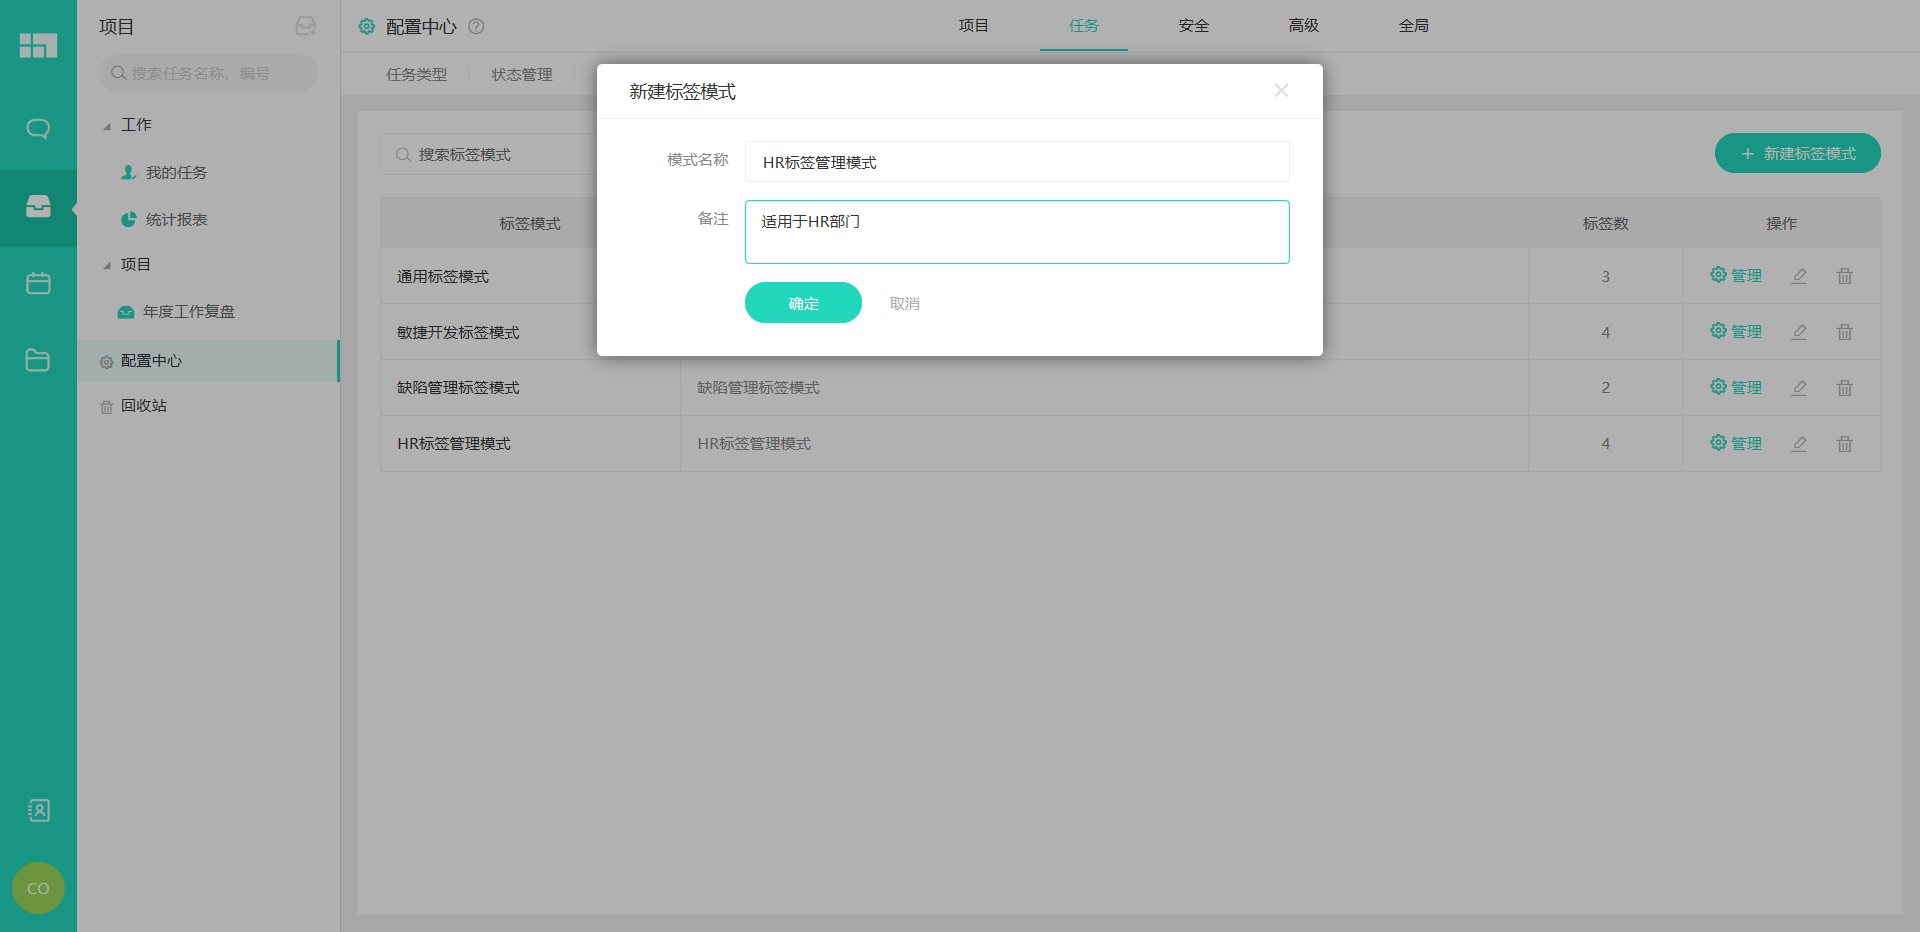 项目
搜索任务名称、编号
工作
我的任务
统计报表
项目
年度工作复盘
配置中心
回收站
CO
配置中心
项目
任务
安全
高级
全局
任务类型
状态管理
搜索标签模式
新建标签模式
标签模式
标签数
操作
通用标签模式
3
管理
敏捷开发标签模式
4
管理
缺陷管理标签模式
缺陷管理标签模式
2
管理
HR标签管理模式
HR标签管理模式
4
管理
新建标签模式
模式名称
HR标签管理模式
备注
适用于HR部门
确定
取消